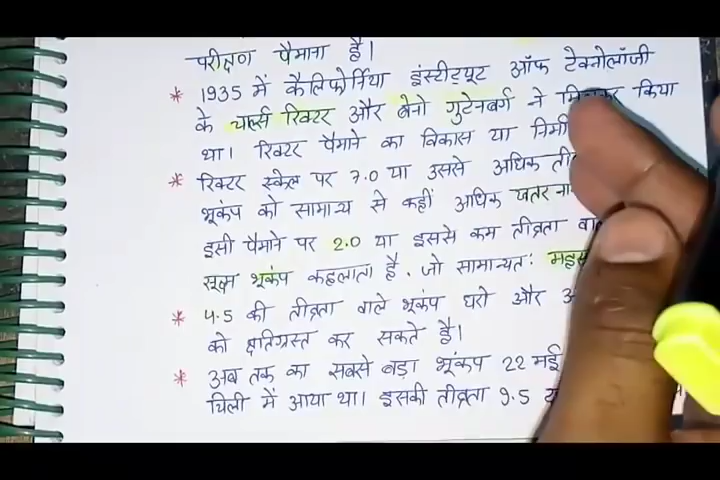 परीक्षण पैमाना है।
* 1935 में कैलिफोर्निया इंस्टीट्यूट ऑफ टेक्नोलॉजी
के चार्ल्स रिक्टर और बेनो गुटेनबर्ग ने मिलकर किया
था। रिक्टर पैमाने का विकास या
* रिक्टर स्केल पर 7.0 या उससे अधिक
भूकंप को सामान्य से कहीं अधिक खतरना
इसी पैमाने पर 2.0 या इससे कम तीव्रता वा
सूक्ष्म भूकंप कहलाता है. जो सामान्यतः
* 4.5 की तीव्रता वाले भूकंप घरो और
को क्षतिग्रस्त कर सकते है।
* अब तक का सबसे बड़ा भूकंप 22 मई
चिली में आया था। इसकी तीव्रता 9.5